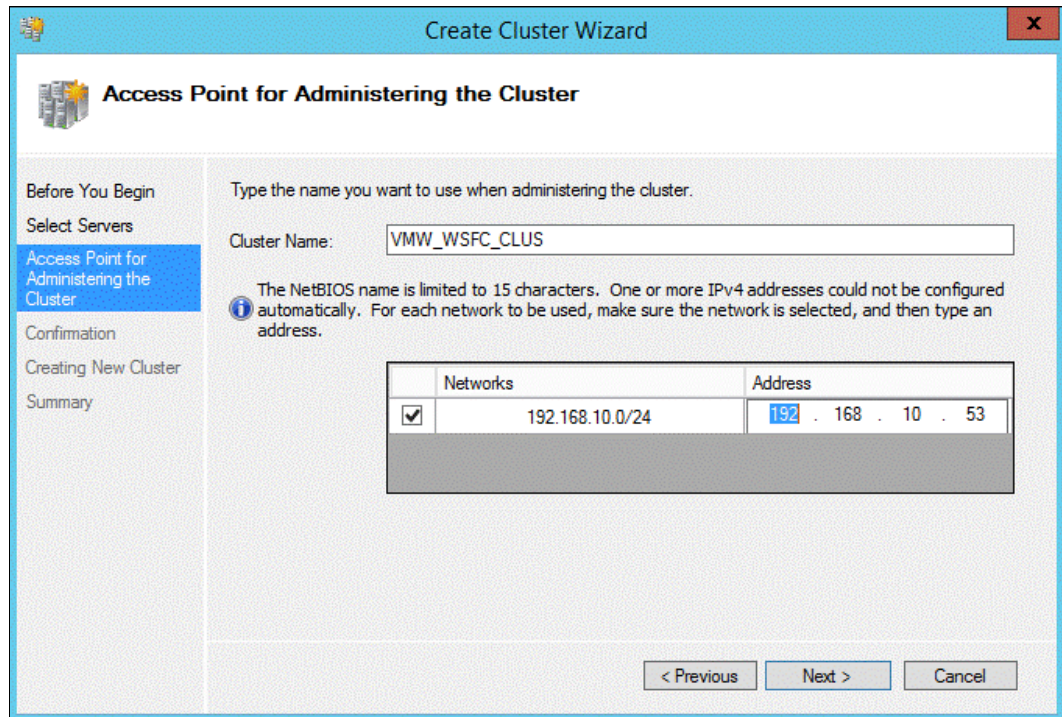 Create Cluster Wizard
x
Access Point for Administering the Cluster
Before You Begin
Select Servers
Access Point for
Administering the
Cluster
Confirmation
Creating New Cluster
Summary
Type the name you want to use when administering the cluster.
Cluster Name:
VMW_WSFC_CLUS
The NetBIOS name is limited to 15 characters. One or more IPv4 addresses could not be configured
automatically. For each network to be used, make sure the network is selected, and then type an
address.
Networks Address
192.168.10.0/24 192 . 168 . 10 . 53
< Previous Next > Cancel